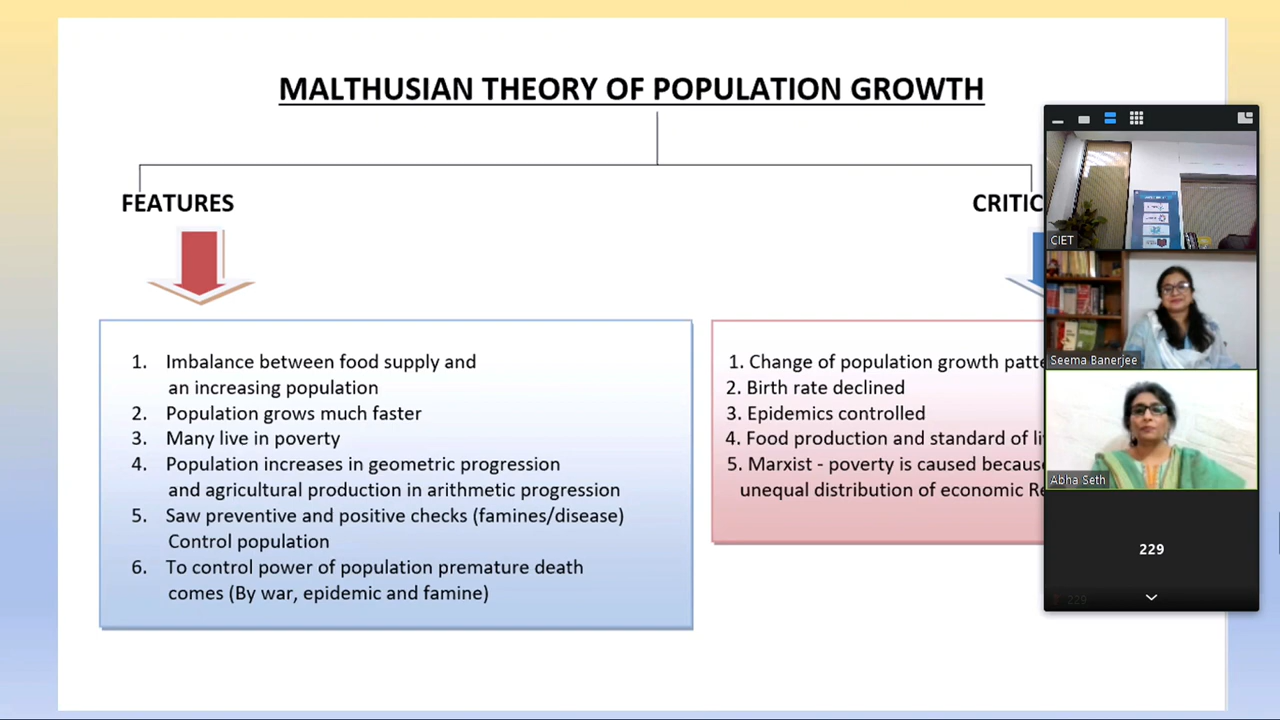 MALTHUSIAN THEORY OF POPULATION GROWTH
FEATURES
1. Imbalance between food supply and
an increasing population
2. Population grows much faster
3. Many live in poverty
4. Population increases in geometric progression
and agricultural production in arithmetic progression
5. Saw preventive and positive checks (famines/disease)
Control population
6. To control power of population premature death
comes (By war, epidemic and famine)
CRITIC
1. Change of population growth patte
2. Birth rate declined
3. Epidemics controlled
4. Food production and standard of li
5. Marxist - poverty is caused because
unequal distribution of economic Re
CIET
Seema Banerjee
Abha Seth
229
229